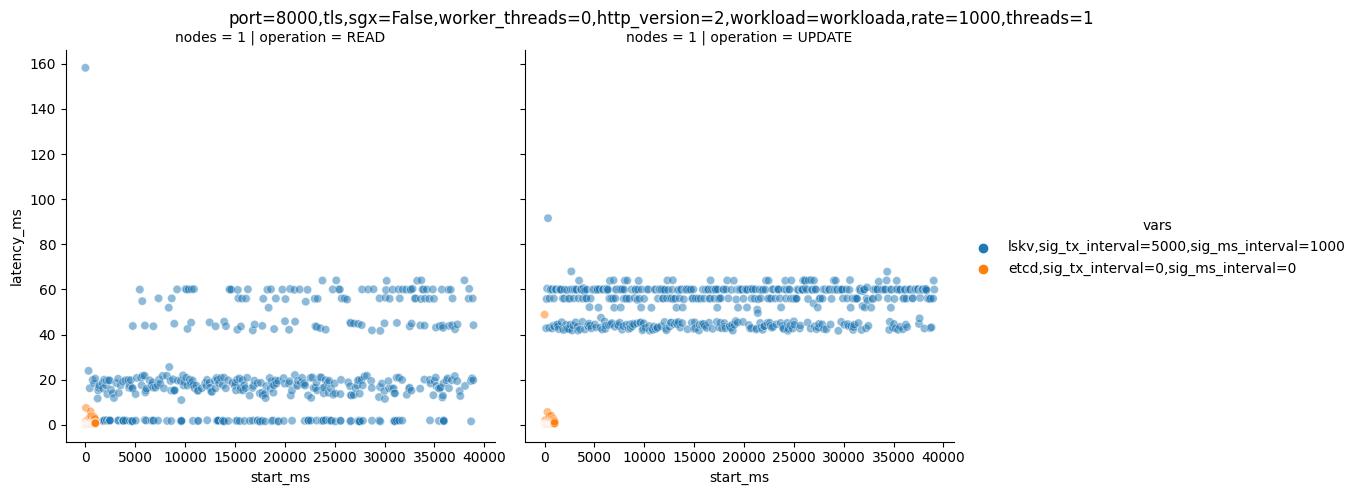 port=8000,tls,sgx=False,worker_threads=0,http_version=2,workload=workloada,rate=1000,threads=1
nodes = 1 | operation = READ
nodes = 1 | operation = UPDATE
160
140
120
100
80
60
40
20
0
latency_ms
0 5000 10000 15000 20000 25000 30000 35000 40000
0 5000 10000 15000 20000 25000 30000 35000 40000
start_ms
start_ms
vars
lskv,sig_tx_interval=5000,sig_ms_interval=1000
etcd,sig_tx_interval=0,sig_ms_interval=0